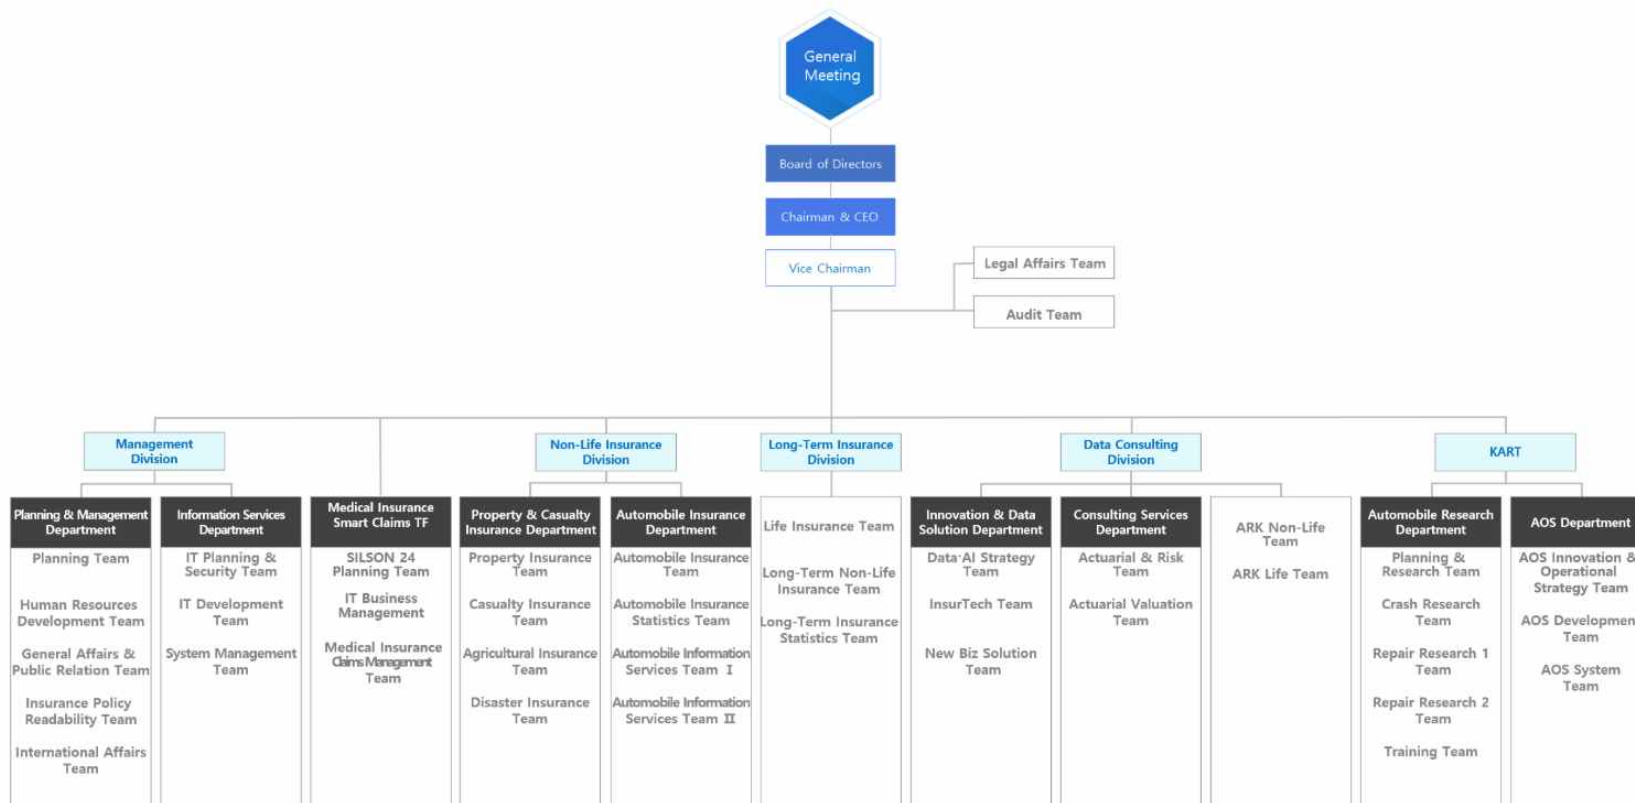 General
Meeting
Board of Directors
Chairman & CEO
Vice Chairman
Legal Affairs Team
Audit Team
Management
Division
Non-Life Insurance
Division
Long-Term Insurance
Division
Data Consulting
Division
KART
Planning & Management
Department
Planning Team
Human Resources
Development Team
General Affairs &
Public Relation Team
Insurance Policy
Readability Team
International Affairs
Team
Information Services
Department
IT Planning &
Security Team
IT Development
Team
System Management
Team
Medical Insurance
Smart Claims TF
SILSON 24
Planning Team
IT Business
Management
Medical Insurance
Claims Management
Team
Property & Casualty
Insurance Department
Property Insurance
Team
Casualty Insurance
Team
Agricultural Insurance
Team
Disaster Insurance
Team
Automobile Insurance
Department
Automobile Insurance
Team
Automobile Insurance
Statistics Team
Automobile Information
Services Team Ⅰ
Automobile Information
Services Team Ⅱ
Life Insurance Team
Long-Term Non-Life
Insurance Team
Long-Term Insurance
Statistics Team
Innovation & Data
Solution Department
Data·AI Strategy
Team
InsurTech Team
New Biz Solution
Team
Consulting Services
Department
Actuarial & Risk
Team
Actuarial Valuation
Team
ARK Non-Life
Team
ARK Life Team
Automobile Research
Department
Planning &
Research Team
Crash Research
Team
Repair Research 1
Team
Repair Research 2
Team
Training Team
AOS Department
AOS Innovation &
Operational
Strategy Team
AOS Development
Team
AOS System
Team